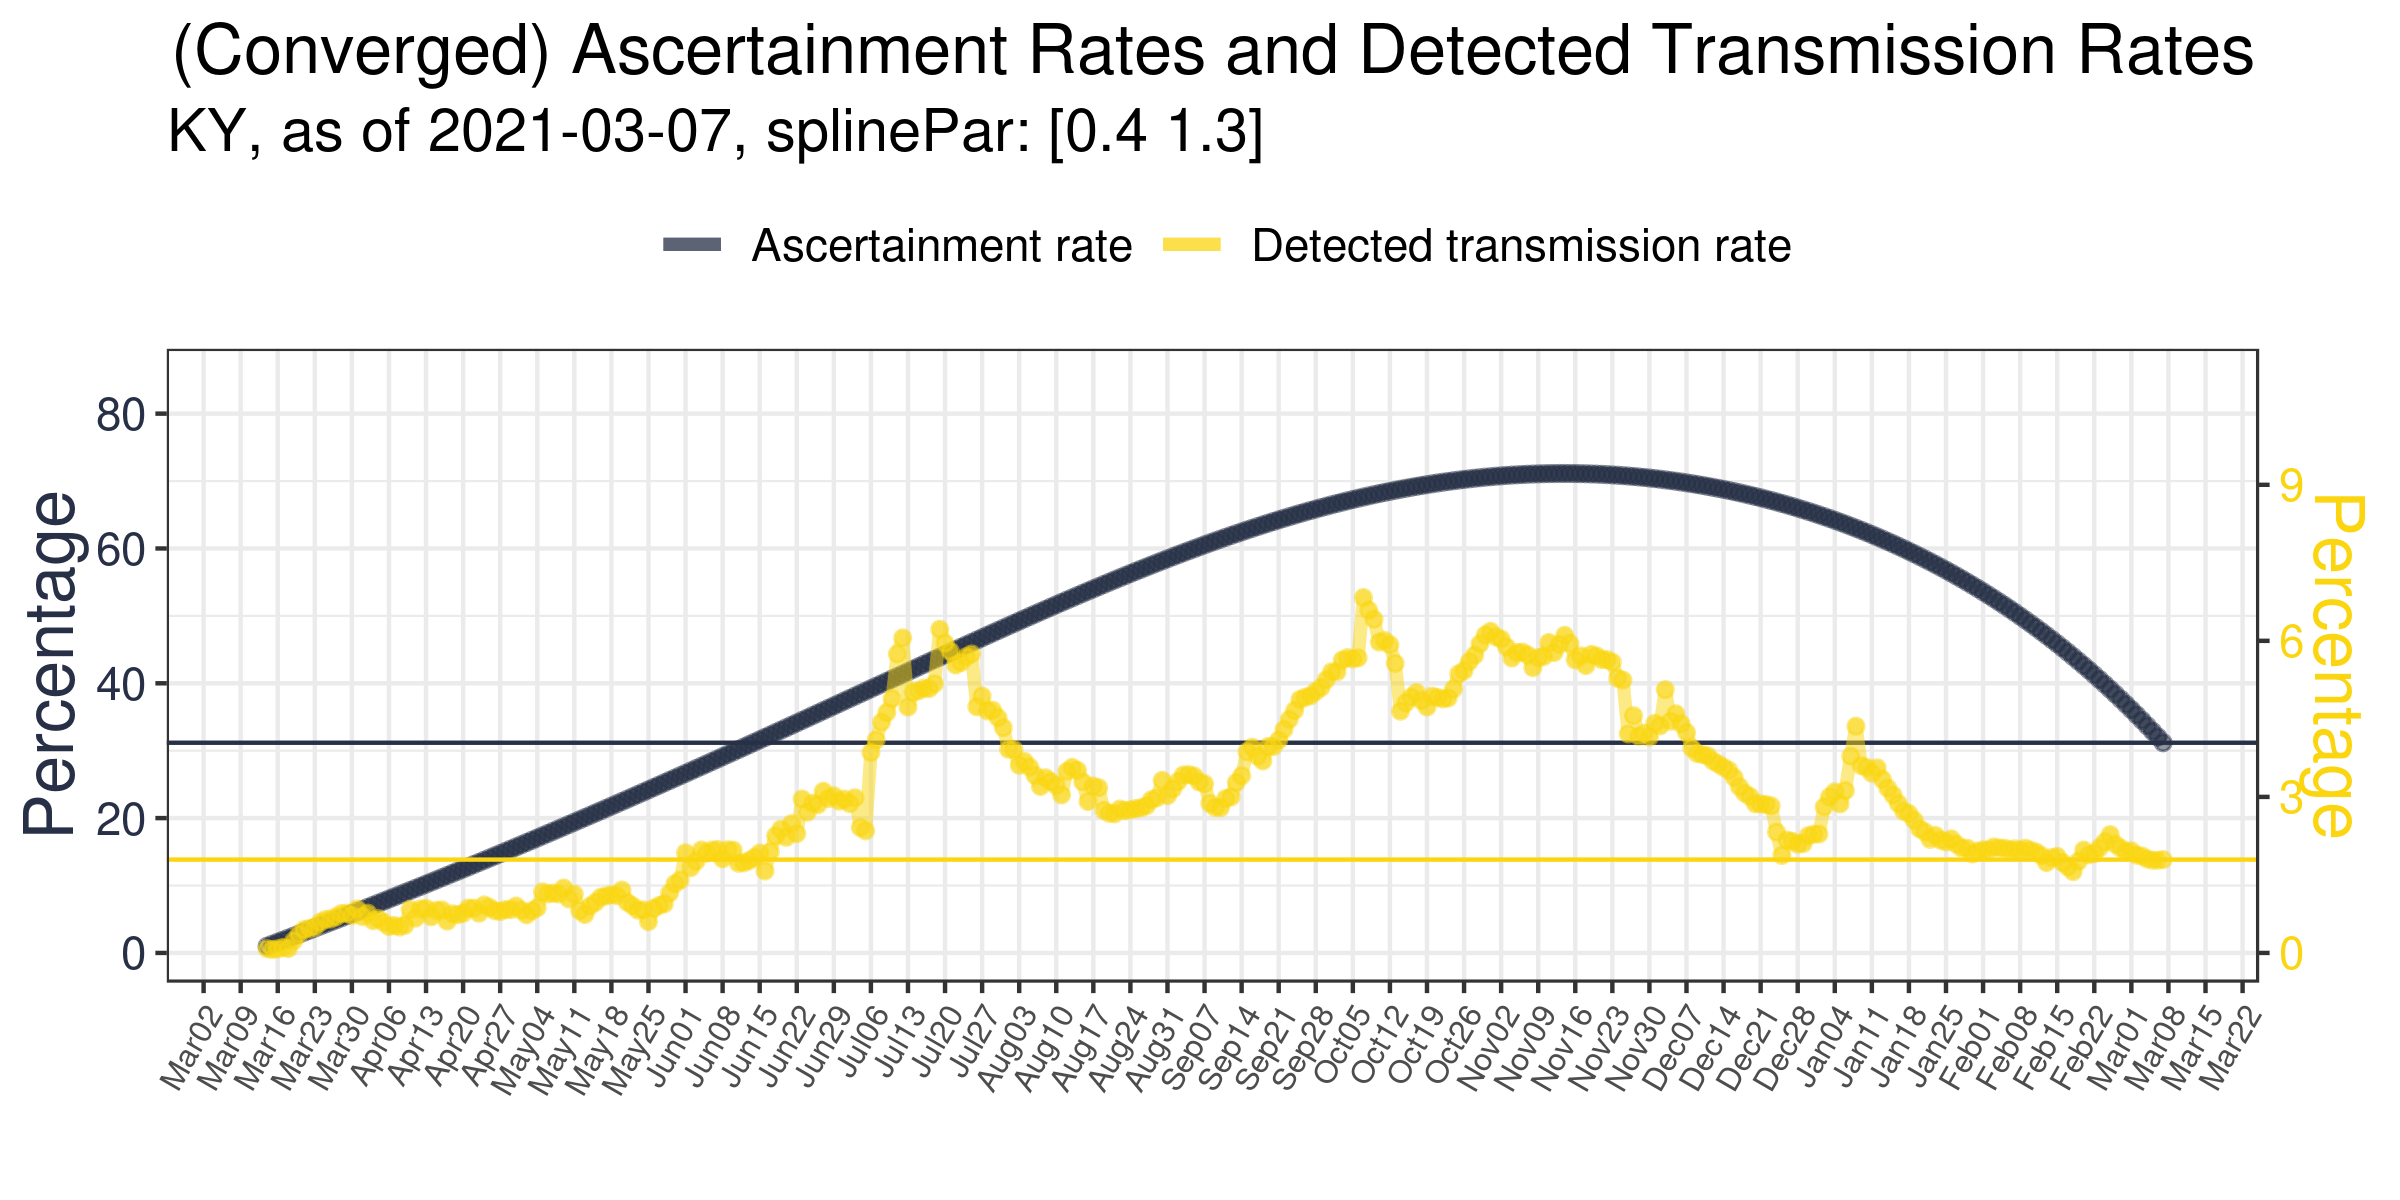 (Converged) Ascertainment Rates and Detected Transmission Rates
KY, as of 2021-03-07, splinePar: [0.4 1.3]
Ascertainment rate
Detected transmission rate
Percentage
80
60
40
20
0
9
6
3
0
Percentage
Mar02
Mar09
Mar16
Mar23
Mar30
Apr06
Apr13
Apr20
Apr27
May04
May11
May18
May25
Jun01
Jun08
Jun15
Jun22
Jun29
Jul06
Jul13
Jul20
Jul27
Aug03
Aug10
Aug17
Aug24
Aug31
Sep07
Sep14
Sep21
Sep28
Oct05
Oct12
Oct19
Oct26
Nov02
Nov09
Nov16
Nov23
Nov30
Dec07
Dec14
Dec21
Dec28
Jan04
Jan11
Jan18
Jan25
Feb01
Feb08
Feb15
Feb22
Mar01
Mar08
Mar15
Mar22